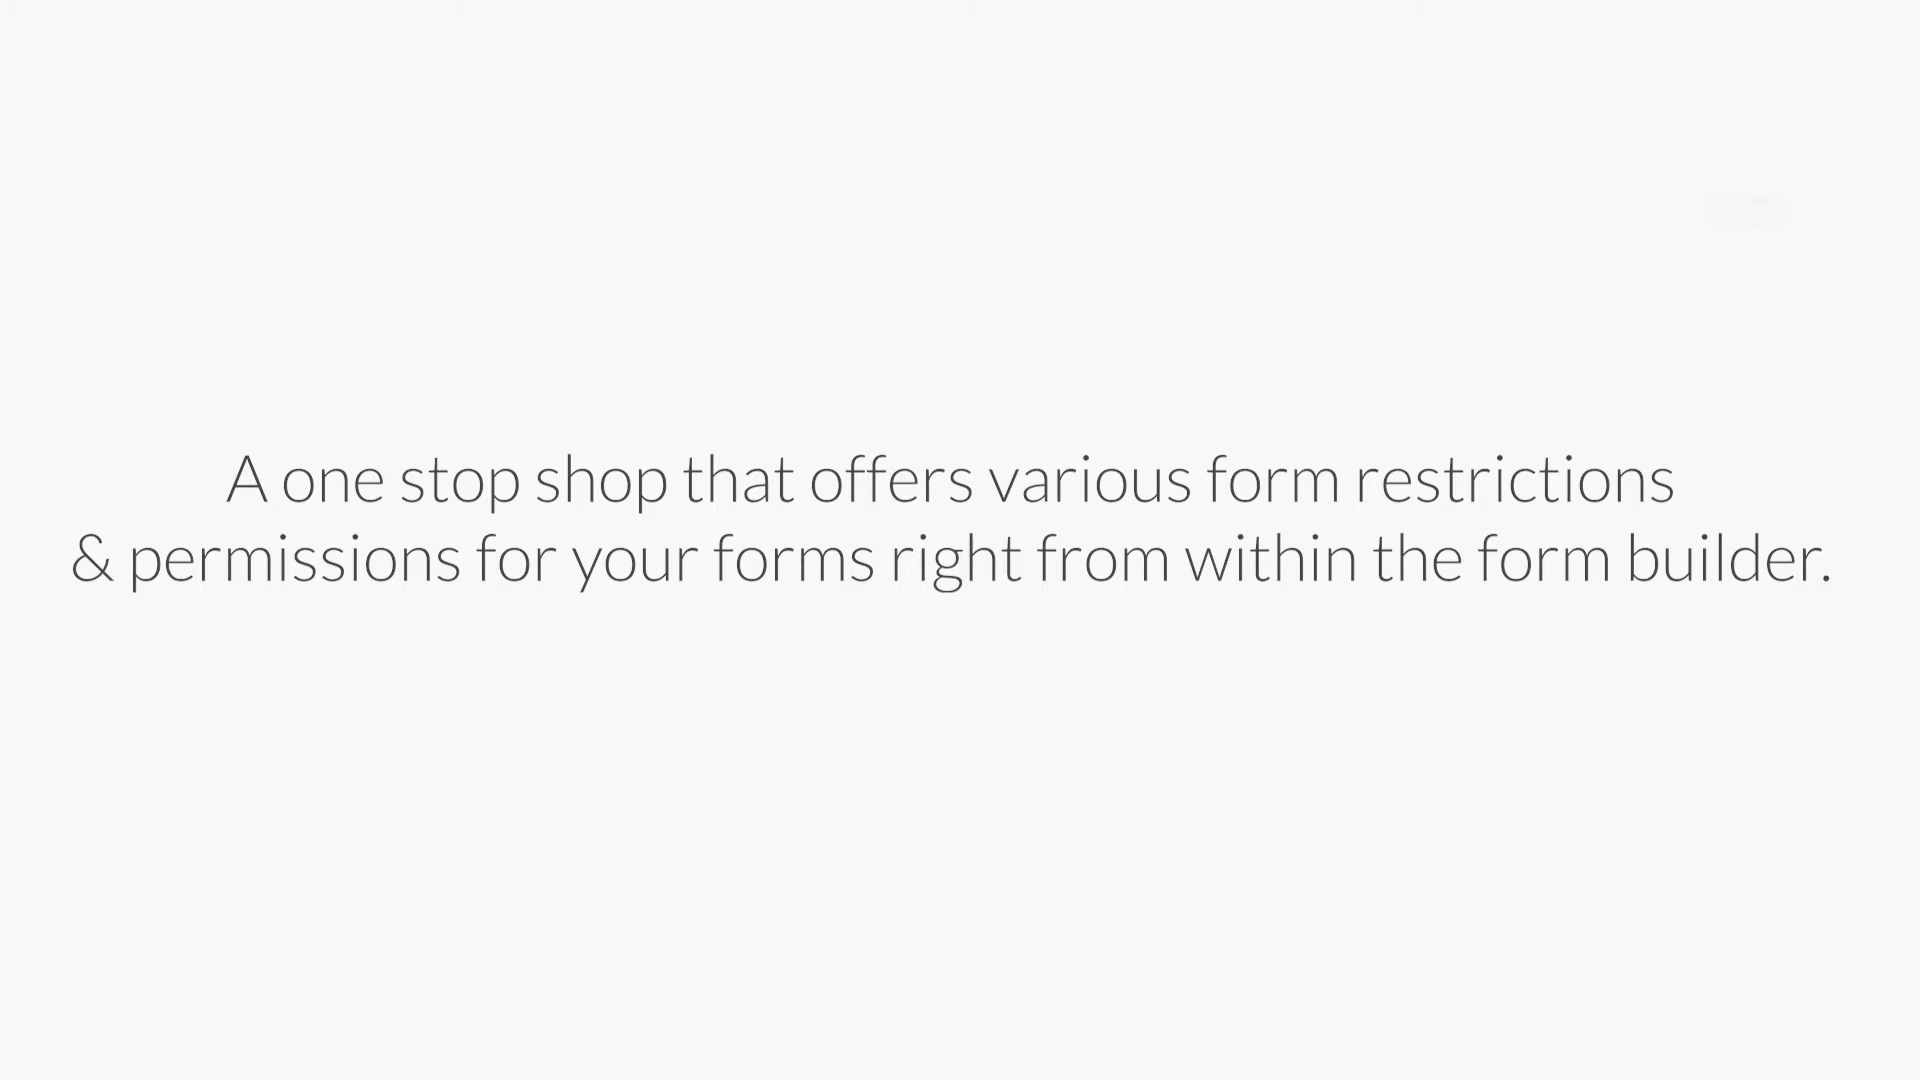 A one stop shop that offers various form restrictions
& permissions for your forms right from within the form builder.